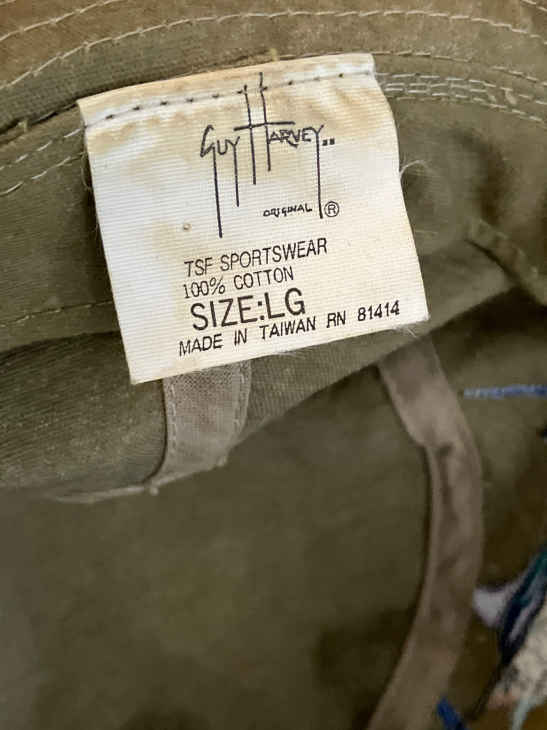 GUY HARVEY..
ORIGINAL ®
TSF SPORTSWEAR
100% COTTON
SIZE:LG
MADE IN TAIWAN RN 81414